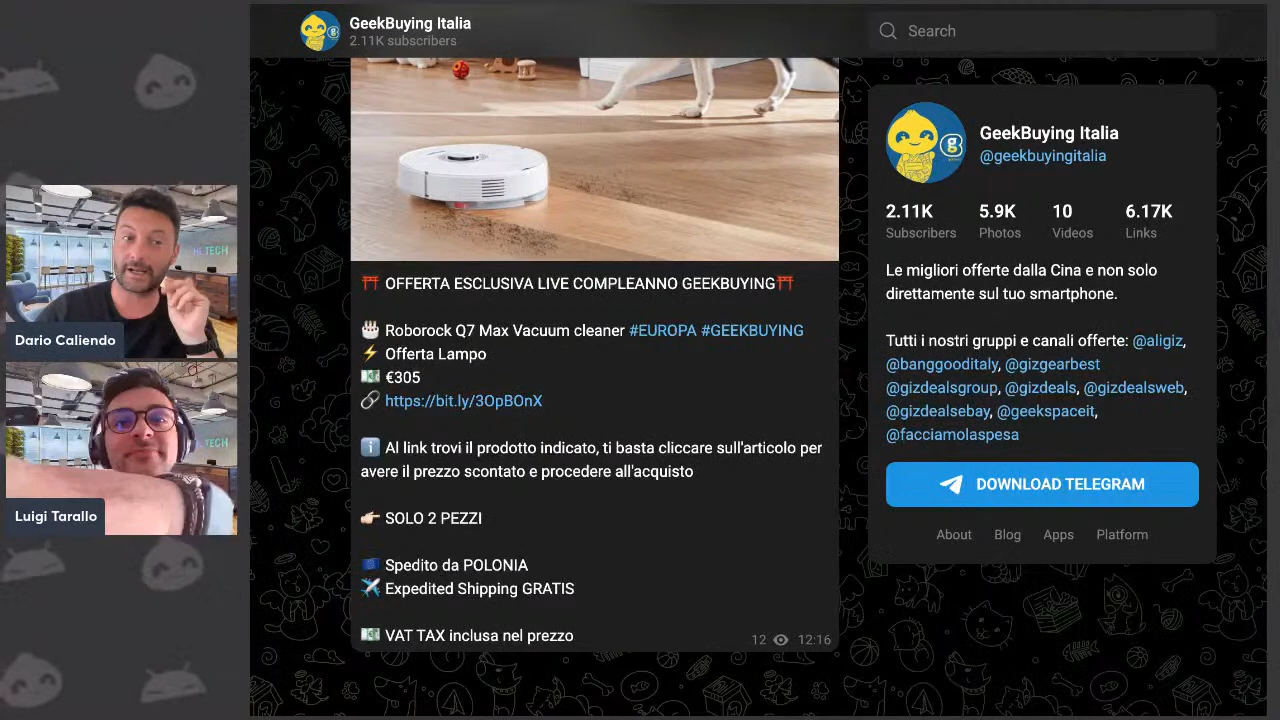 GeekBuying Italia
2.11K subscribers
Search
TECH
Dario Caliendo
TECH
Luigi Tarallo
⛩ OFFERTA ESCLUSIVA LIVE COMPLEANNO GEEKBUYING⛩
🎂 Roborock Q7 Max Vacuum cleaner #EUROPA #GEEKBUYING
⚡ Offerta Lampo
💵 €305
🔗 https://bit.ly/3OpBOnX
ℹ️ Al link trovi il prodotto indicato, ti basta cliccare sull'articolo per
avere il prezzo scontato e procedere all'acquisto
👉🏻 SOLO 2 PEZZI
🇪🇺 Spedito da POLONIA
✈️ Expedited Shipping GRATIS
💵 VAT TAX inclusa nel prezzo
12 12:16
GeekBuying Italia
@geekbuyingitalia
2.11K 5.9K 10 6.17K
Subscribers Photos Videos Links
Le migliori offerte dalla Cina e non solo
direttamente sul tuo smartphone.
Tutti i nostri gruppi e canali offerte: @aligiz,
@banggooditaly, @gizgearbest
@gizdealsgroup, @gizdeals, @gizdealsweb,
@gizdealsebay, @geekspaceit,
@facciamolaspesa
DOWNLOAD TELEGRAM
About Blog Apps Platform